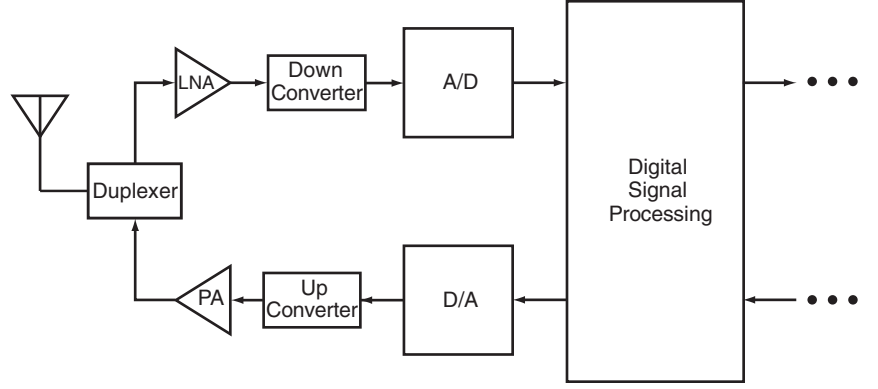 LNA
Down
Converter
A/D
Duplexer
Digital
Signal
Processing
PA
Up
Converter
D/A